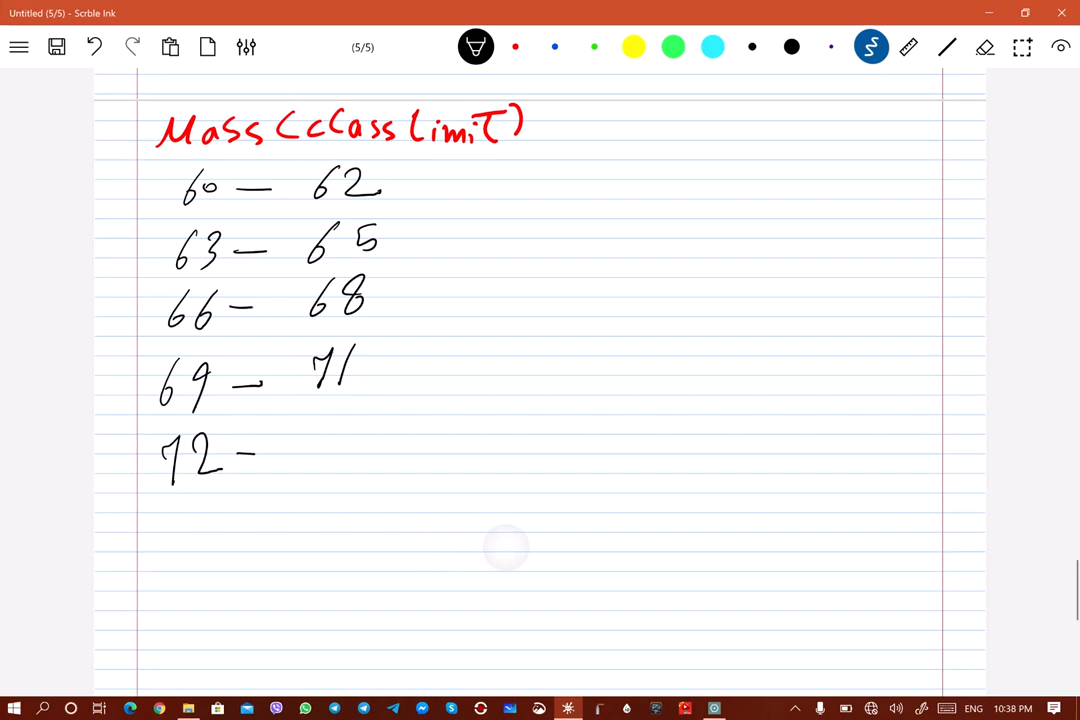 Untitled (5/5) - Scrble Ink
(5/5)
Mass (cClass Limit)
60 — 62
63 — 65
66 — 68
69 — 71
72 -
ENG 10:38 PM